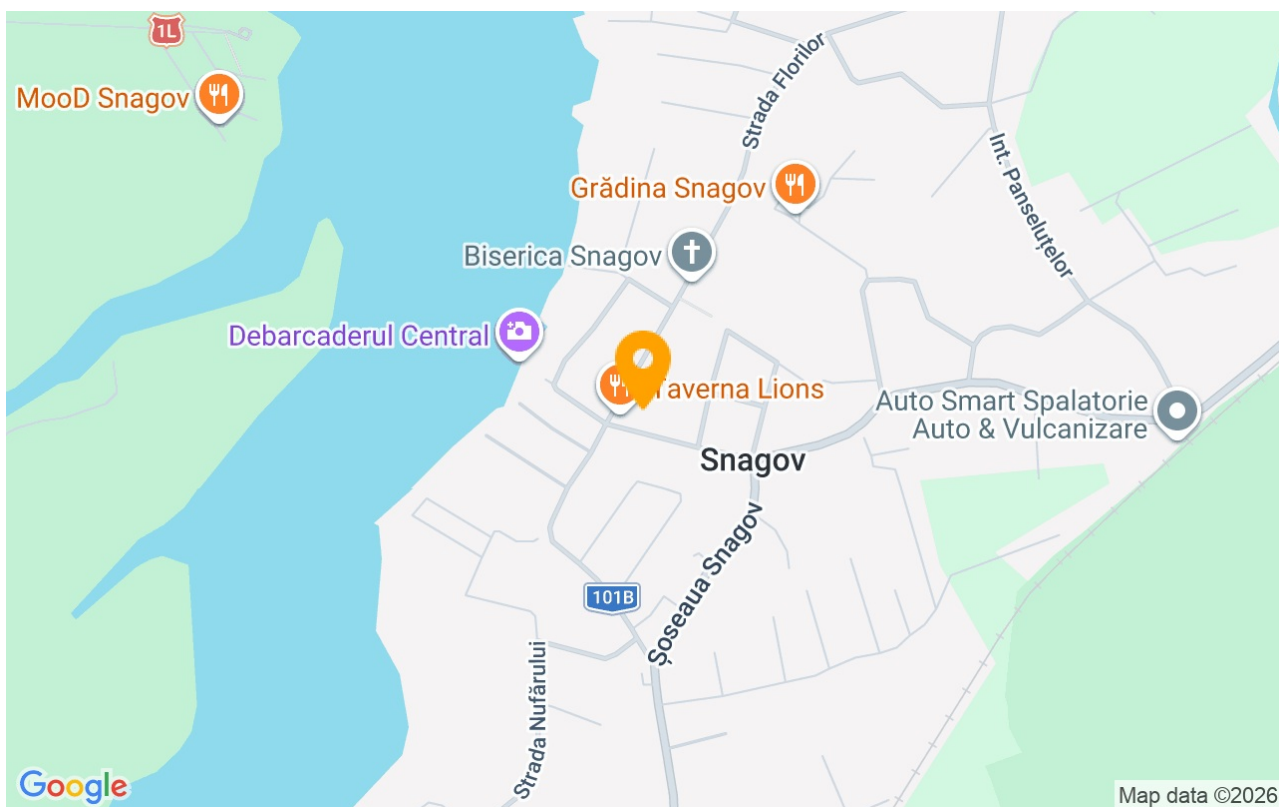 1L
MooD Snagov
Strada Florilor
Grădina Snagov
Int. Panseluțelor
Biserica Snagov
Debarcaderul Central
Taverna Lions
Auto Smart Spalatorie
Auto & Vulcanizare
Snagov
Șoseaua Snagov
101B
Strada Nufărului
Google
Map data ©2026